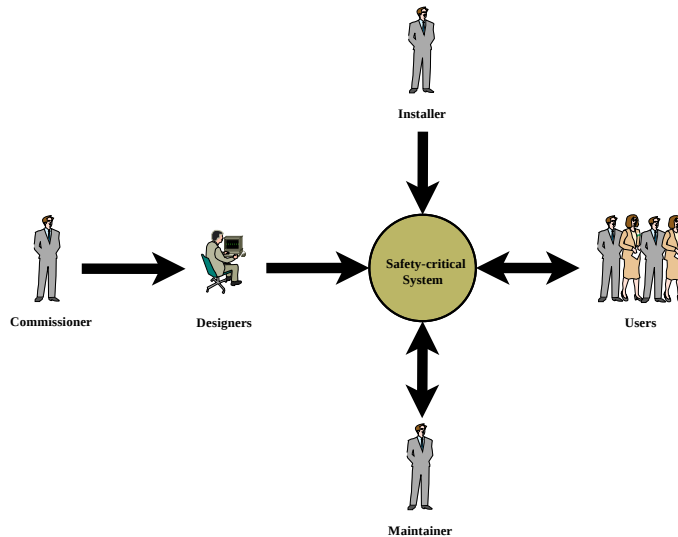 Installer
Safety-critical
System
Commissioner
Designers
Users
Maintainer